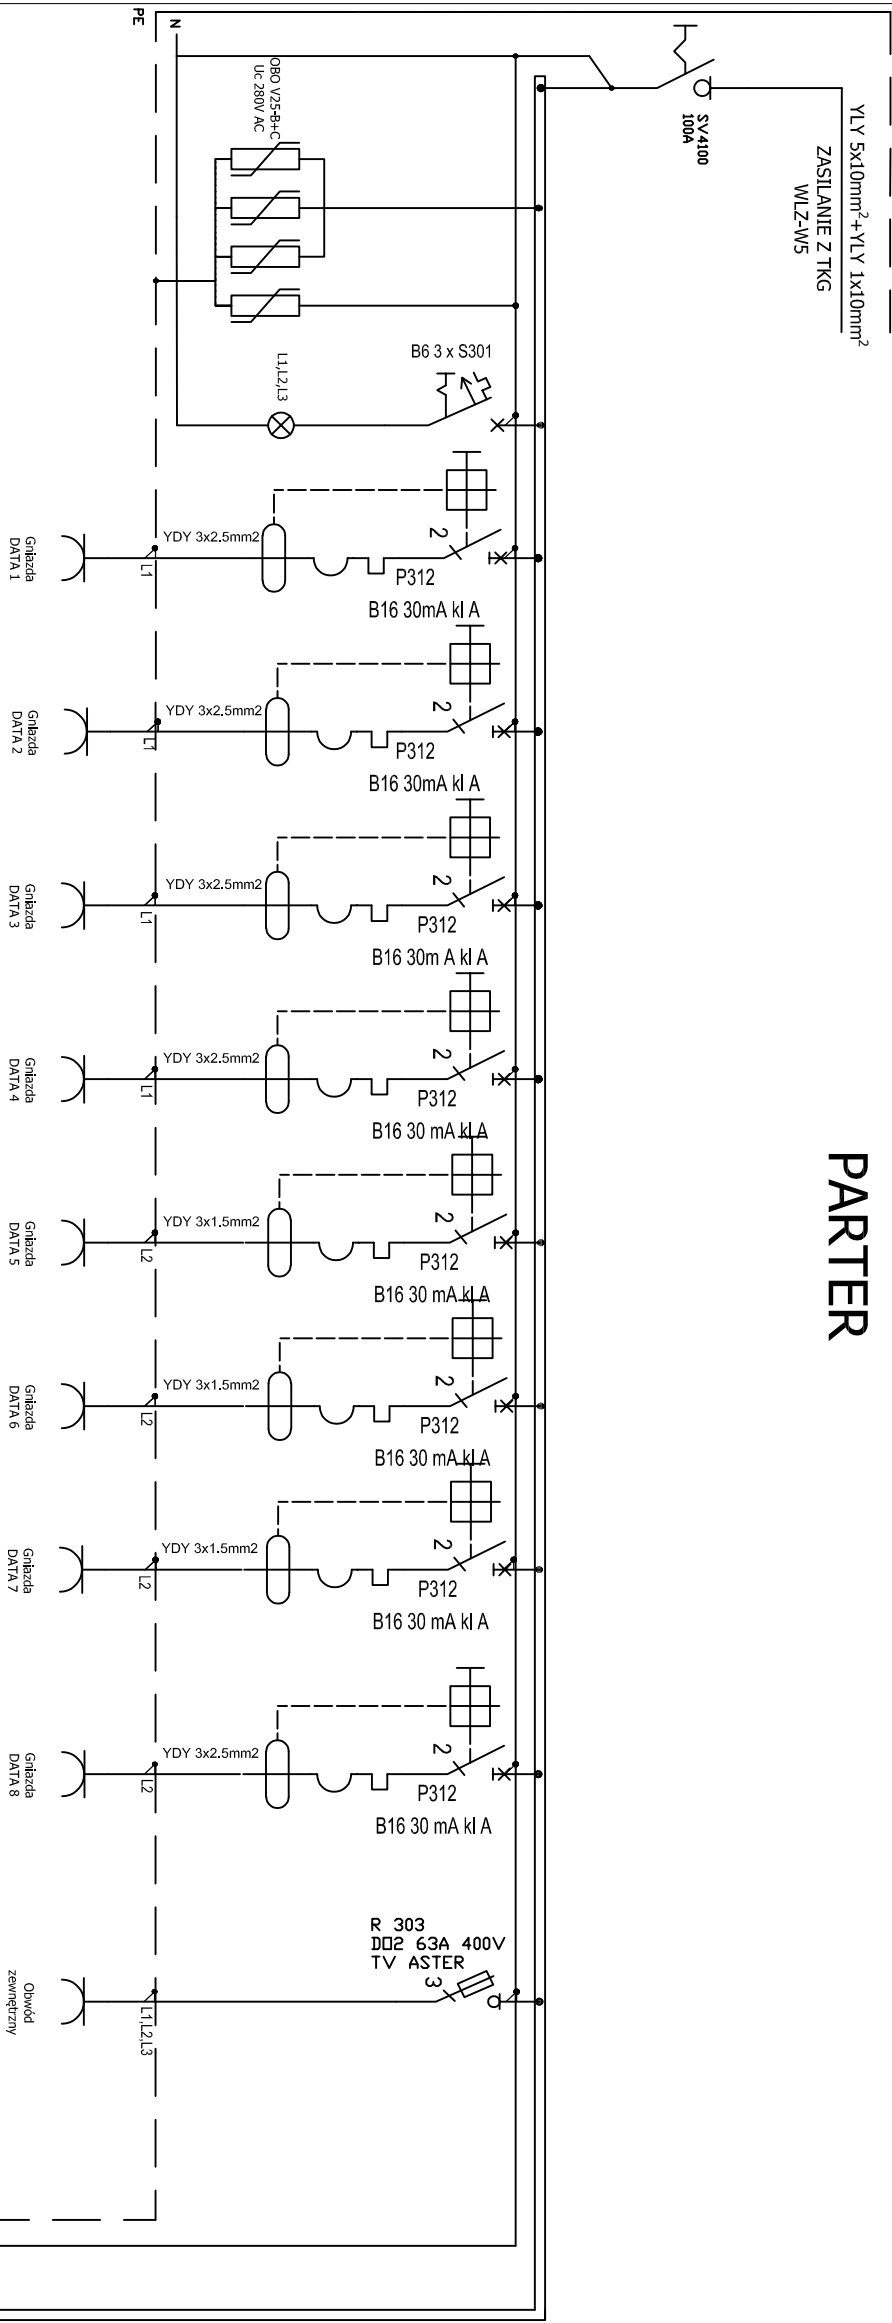 PE
N
YLY 5x10mm²+YLY 1x10mm²
ZASILANIE Z TKG
WLZ-W5
SV4100
100A
OBO V25-B+C
Uc 280V AC
B6 3 x S301
L1,L2,L3
PARTER
YDY 3x2.5mm2
L1
2
P312
B16 30mA kl A
Gniazda
DATA 1
YDY 3x2.5mm2
L1
2
P312
B16 30mA kl A
Gniazda
DATA 2
YDY 3x2.5mm2
L1
2
P312
B16 30m A kl A
Gniazda
DATA 3
YDY 3x2.5mm2
L1
2
P312
B16 30 mA kl A
Gniazda
DATA 4
YDY 3x1.5mm2
L2
2
P312
B16 30 mA kl A
Gniazda
DATA 5
YDY 3x1.5mm2
L2
2
P312
B16 30 mA kl A
Gniazda
DATA 6
YDY 3x1.5mm2
L2
2
P312
B16 30 mA kl A
Gniazda
DATA 7
YDY 3x2.5mm2
L2
2
P312
B16 30 mA kl A
Gniazda
DATA 8
R 303
D02 63A 400V
TV ASTER
3
L1,L2,L3
Obwód
zewnętrzny